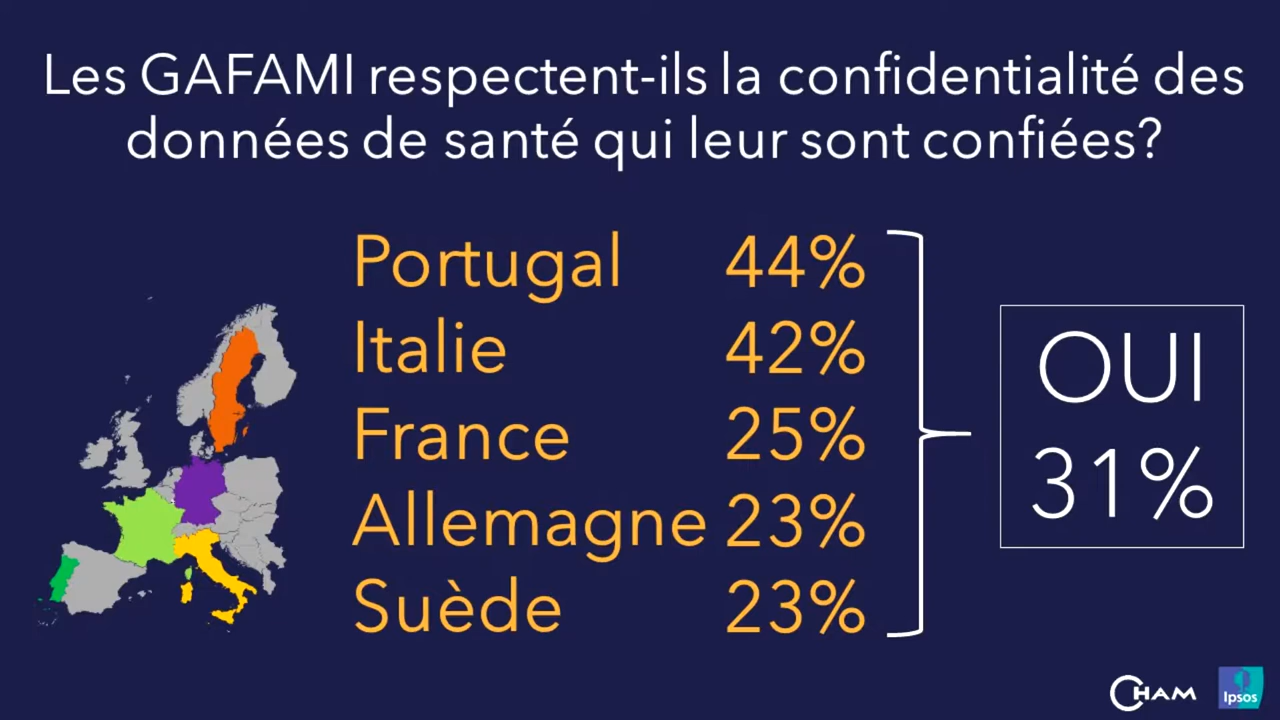 Les GAFAMI respectent-ils la confidentialité des
données de santé qui leur sont confiées?
Portugal 44%
Italie 42%
France 25%
Allemagne 23%
Suède 23%
OUI
31%
CHAM
Ipsos